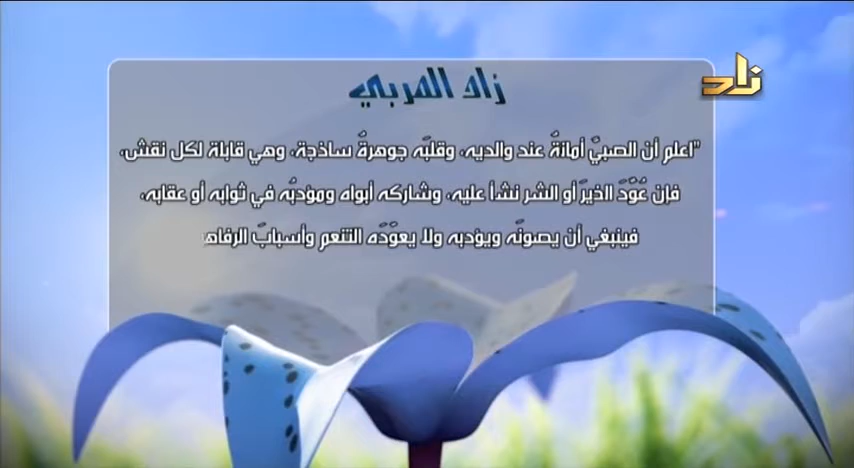 زاد
زاد المربي
"اعلم أن الصبيَّ أمانةٌ عند والديه، وقلبَه جوهرةٌ ساذجة، وهي قابلة لكل نقش،
فإن عُوِّدَ الخيرَ أو الشر نشأ عليه، وشاركه أبواه ومؤدبُه في ثوابه أو عقابه،
فينبغي أن يصونَه ويؤدبه ولا يعوّدَه التنعم وأسبابَ الرفاه